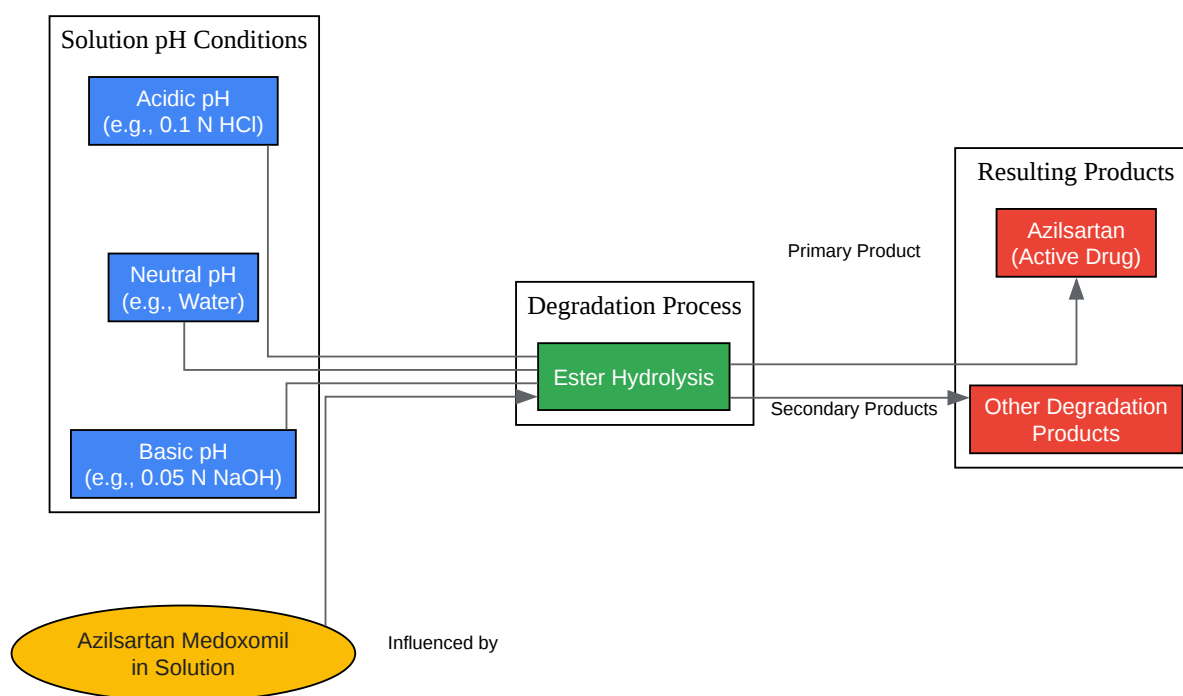 Solution pH Conditions
Acidic pH
(e.g., 0.1 N HCl)
Neutral pH
(e.g., Water)
Basic pH
(e.g., 0.05 N NaOH)
Azilsartan Medoxomil
in Solution
Influenced by
Degradation Process
Ester Hydrolysis
Primary Product
Secondary Products
Resulting Products
Azilsartan
(Active Drug)
Other Degradation
Products